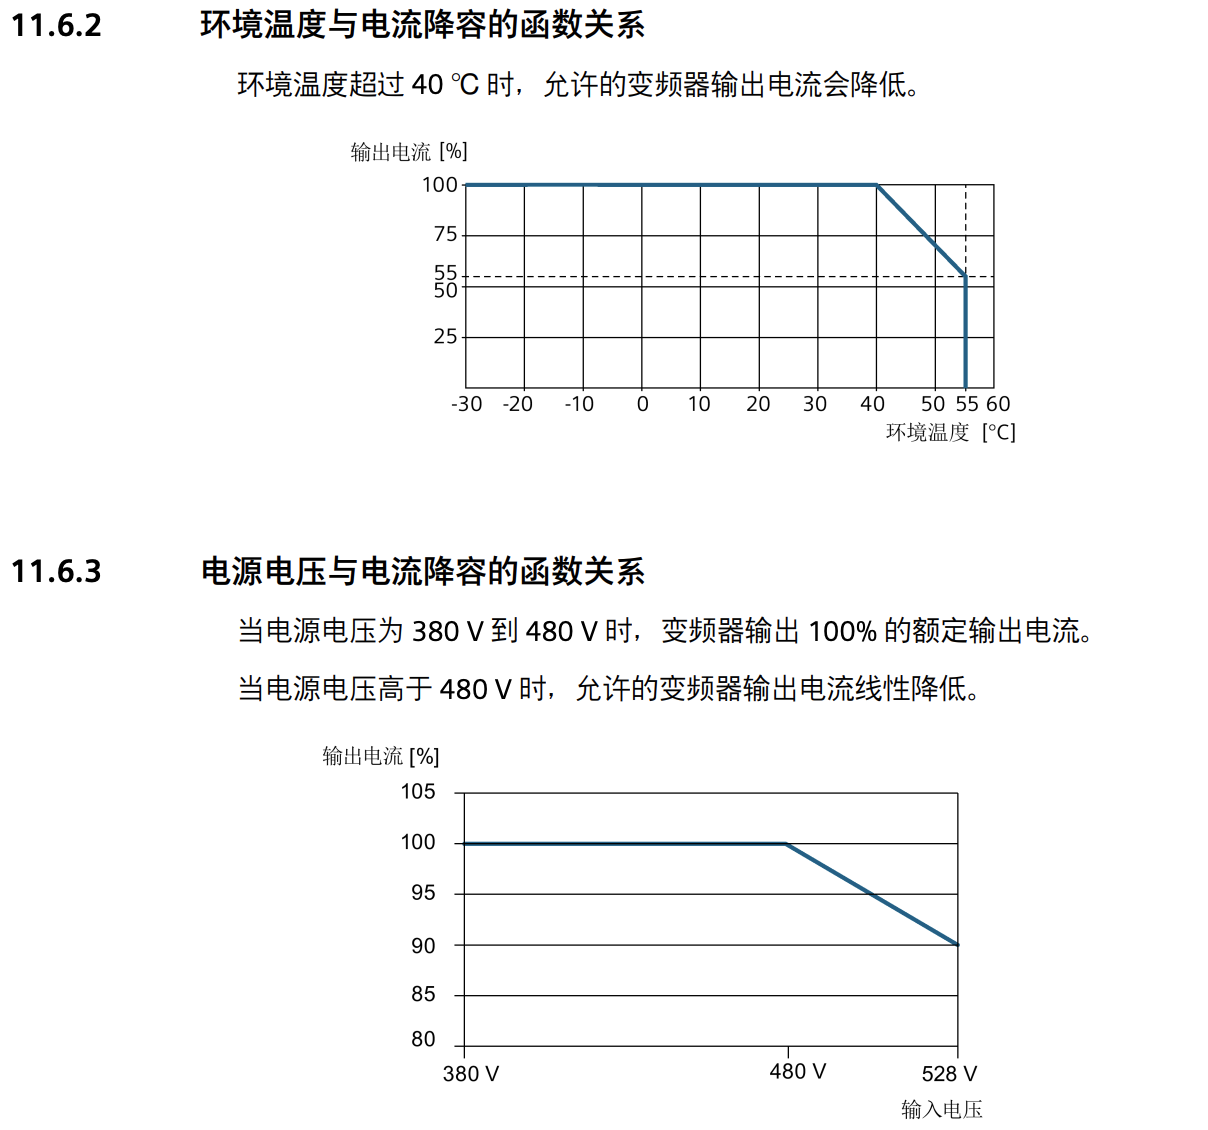 11.6.2 环境温度与电流降容的函数关系
环境温度超过 40 ℃ 时，允许的变频器输出电流会降低。
输出电流 [%]
100
75
55
50
25
-30 -20 -10 0 10 20 30 40 50 55 60
环境温度 [°C]
11.6.3 电源电压与电流降容的函数关系
当电源电压为 380 V 到 480 V 时，变频器输出 100% 的额定输出电流。
当电源电压高于 480 V 时，允许的变频器输出电流线性降低。
输出电流 [%]
105
100
95
90
85
80
380 V 480 V 528 V
输入电压